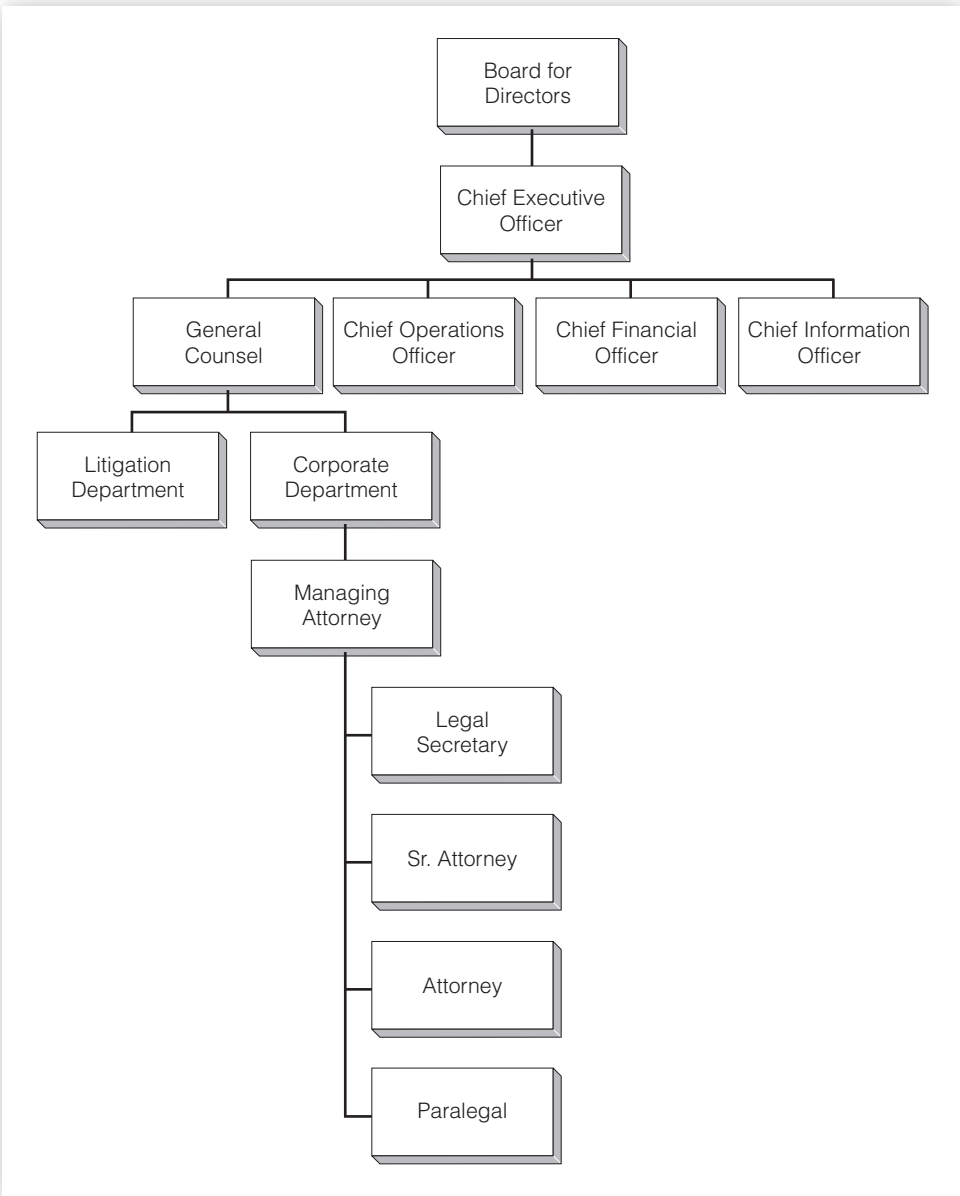 Board for
Directors
Chief Executive
Officer
General
Counsel
Chief Operations
Officer
Chief Financial
Officer
Chief Information
Officer
Litigation
Department
Corporate
Department
Managing
Attorney
Legal
Secretary
Sr. Attorney
Attorney
Paralegal